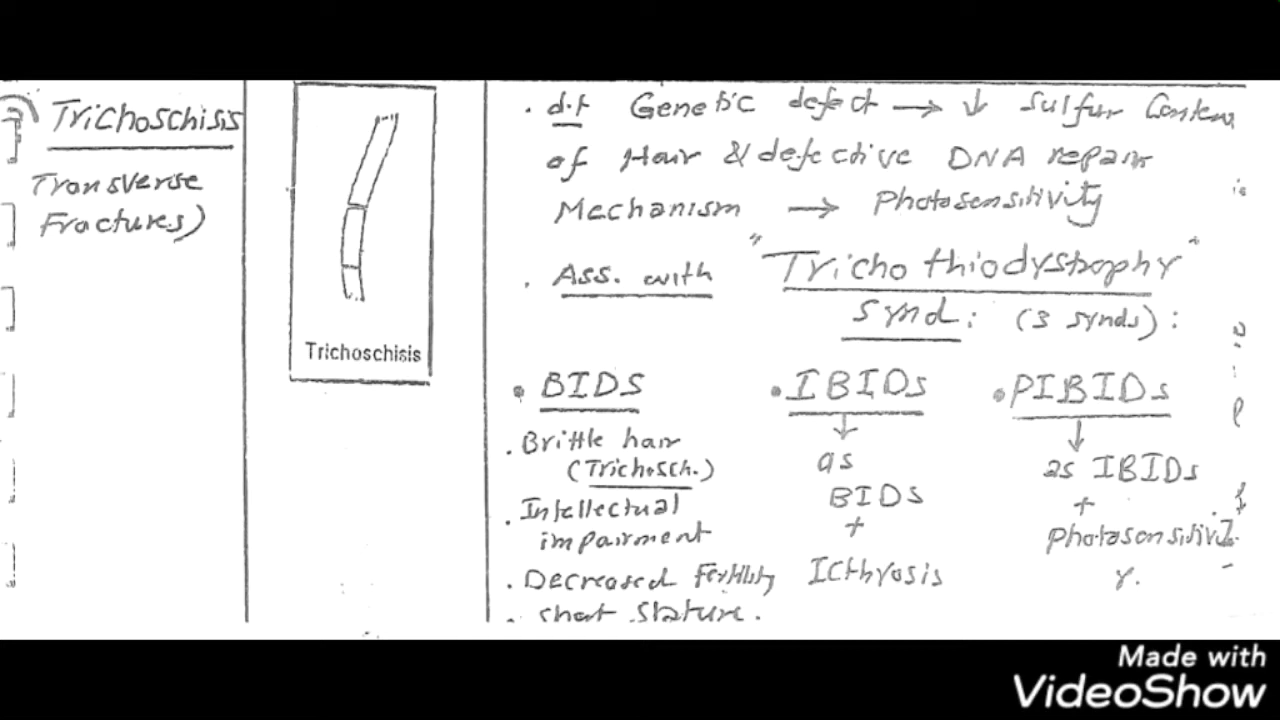 Trichoschisis
Transverse
Fractures)
Trichoschisis
. d.t Genetic defect → ↓ Sulfur Conten
of Hair & defective DNA repair
Mechanism → Photosensitivity
. Ass. with "Trichothiodystrophy"
Synd: (3 synds):
• BIDS
. Brittle hair
(Trichosch.)
. Intellectual
impairment
. Decreased Fertility
. Short Stature.
• IBIDs
↓
as
BIDS
+
Icthyosis
• PIBIDs
↓
as IBIDs
+
Photosensitivit
y.
Made with
VideoShow